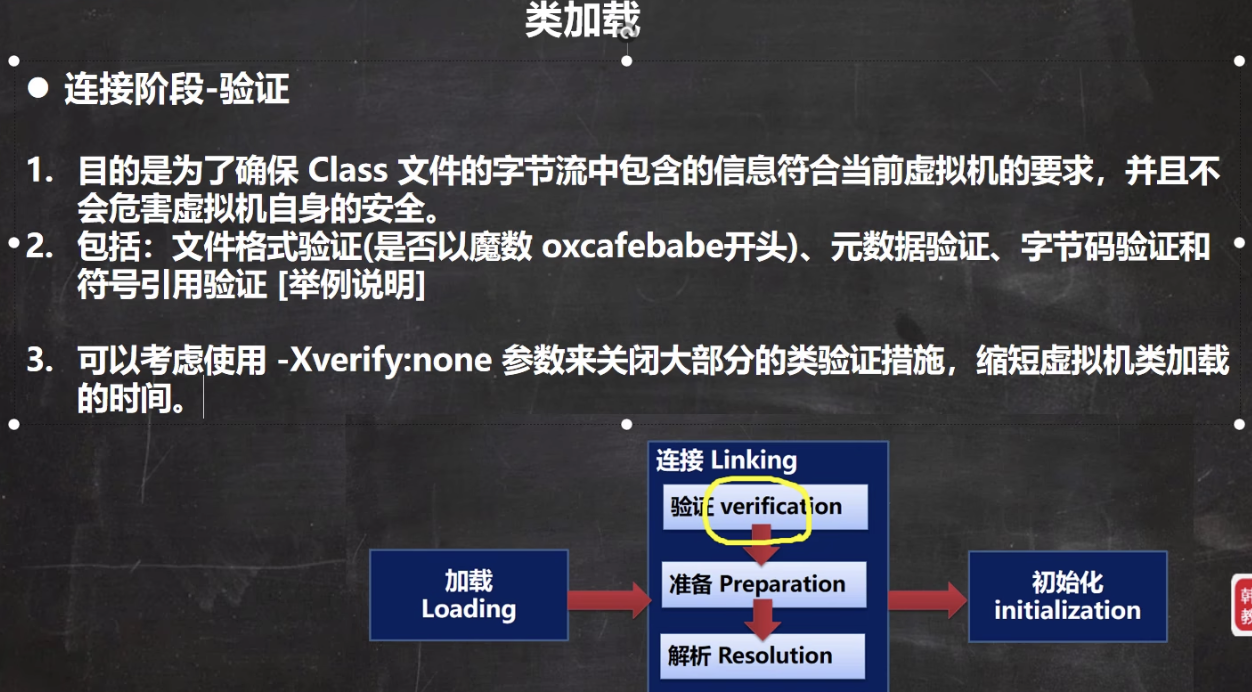 类加载
● 连接阶段-验证
1. 目的是为了确保 Class 文件的字节流中包含的信息符合当前虚拟机的要求，并且不
会危害虚拟机自身的安全。
2. 包括：文件格式验证(是否以魔数 oxcafebabe开头)、元数据验证、字节码验证和
符号引用验证 [举例说明]
3. 可以考虑使用 -Xverify:none 参数来关闭大部分的类验证措施，缩短虚拟机类加载
的时间。
连接 Linking
验证 verification
准备 Preparation
解析 Resolution
加载
Loading
初始化
initialization